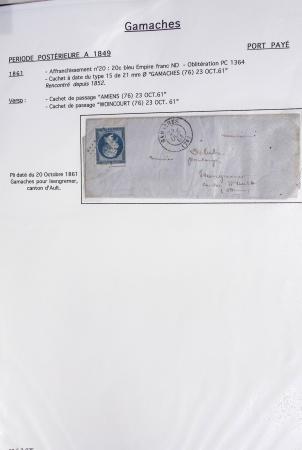 Gamaches
PERIODE POSTÉRIEURE A 1849
PORT PAYÉ
1861
- Affranchissement n°20 : 20c bleu Empire franc ND - Oblitération PC 1364
- Cachet à date du type 15 de 21 mm Ø "GAMACHES (76) 23 OCT.61"
Rencontré depuis 1852.
Verso :
- Cachet de passage "AMIENS (76) 23 OCT.61"
- Cachet de passage "WOINCOURT (76) OCT. 61"
Pli daté du 20 Octobre 1861
Gamaches pour Isengremer,
canton d'Ault.
GAMACHES